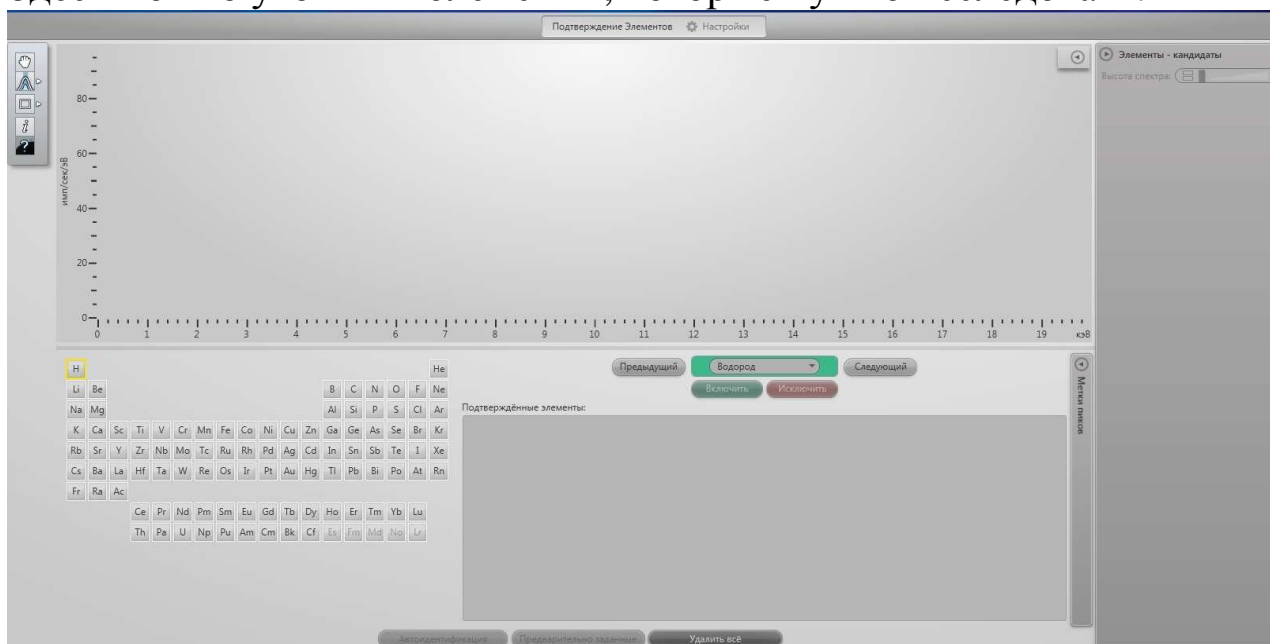 Подтверждение Элементов Настройки
Элементы - кандидаты
Высота спектра:
80
60
40
20
0
имп/сек/эВ
0 1 2 3 4 5 6 7 8 9 10 11 12 13 14 15 16 17 18 19 кэВ
H He
Li Be B C N O F Ne
Na Mg Al Si P S Cl Ar
K Ca Sc Ti V Cr Mn Fe Co Ni Cu Zn Ga Ge As Se Br Kr
Rb Sr Y Zr Nb Mo Tc Ru Rh Pd Ag Cd In Sn Sb Te I Xe
Cs Ba La Hf Ta W Re Os Ir Pt Au Hg Tl Pb Bi Po At Rn
Fr Ra Ac
Ce Pr Nd Pm Sm Eu Gd Tb Dy Ho Er Tm Yb Lu
Th Pa U Np Pu Am Cm Bk Cf Es Fm Md No Lr
Предыдущий Водород Следующий
Включить Исключить
Подтверждённые элементы:
Метки пиков
Автоидентификация Предварительно заданные Удалить всё